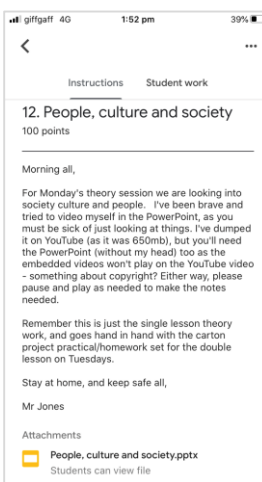 giffgaff 4G 1:52 pm 39%
Instructions Student work
12. People, culture and society
100 points
Morning all,
For Monday's theory session we are looking into
society culture and people. I've been brave and
tried to video myself in the PowerPoint, as you
must be sick of just looking at things. I've dumped
it on YouTube (as it was 650mb), but you'll need
the PowerPoint (without my head) too as the
embedded videos won't play on the YouTube video
- something about copyright? Either way, please
pause and play as needed to make the notes
needed.
Remember this is just the single lesson theory
work, and goes hand in hand with the carton
project practical/homework set for the double
lesson on Tuesdays.
Stay at home, and keep safe all,
Mr Jones
Attachments
People, culture and society.pptx
Students can view file